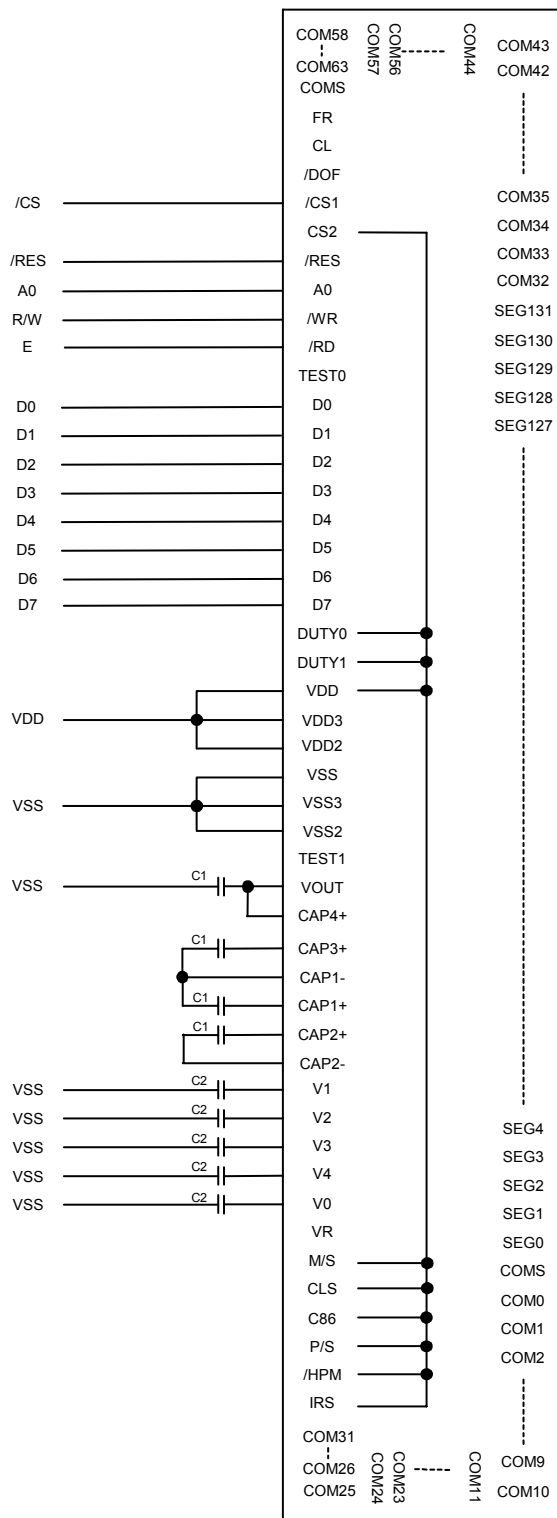 COM58
COM63
COMS
COM57
COM56
COM44
COM43
COM42
FR
CL
/DOF
/CS /CS1
COM35
CS2
COM34
/RES /RES
COM33
A0 A0
COM32
R/W /WR
SEG131
E /RD
SEG130
TEST0
SEG129
D0 D0
SEG128
D1 D1
SEG127
D2 D2
D3 D3
D4 D4
D5 D5
D6 D6
D7 D7
DUTY0
DUTY1
VDD
VDD VDD3
VDD2
VSS
VSS VSS3
VSS2
TEST1
VSS C1 VOUT
CAP4+
C1 CAP3+
CAP1-
C1 CAP1+
C1 CAP2+
CAP2-
VSS C2 V1
VSS C2 V2
SEG4
VSS C2 V3
SEG3
VSS C2 V4
SEG2
VSS C2 V0
SEG1
VR
SEG0
M/S
COMS
CLS
COM0
C86
COM1
P/S
COM2
/HPM
IRS
COM31
COM26
COM25
COM24
COM23
COM11
COM9
COM10